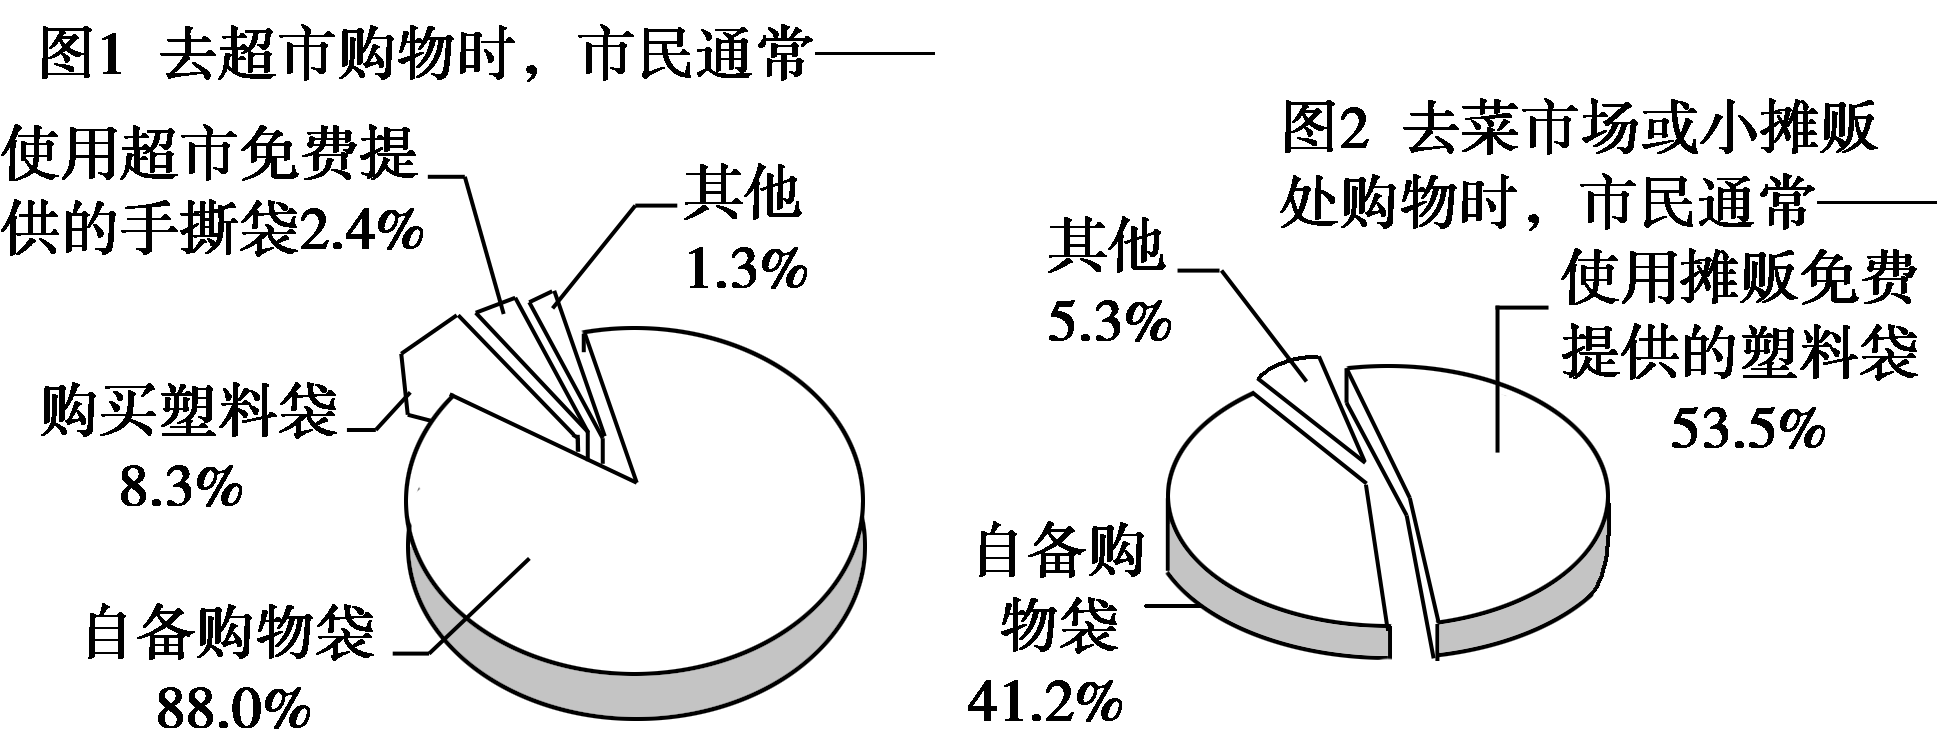 图1 去超市购物时，市民通常——
使用超市免费提
供的手撕袋2.4%
其他
1.3%
购买塑料袋
8.3%
自备购物袋
88.0%
图2 去菜市场或小摊贩
处购物时，市民通常——
其他
5.3%
使用摊贩免费
提供的塑料袋
53.5%
自备购
物袋
41.2%